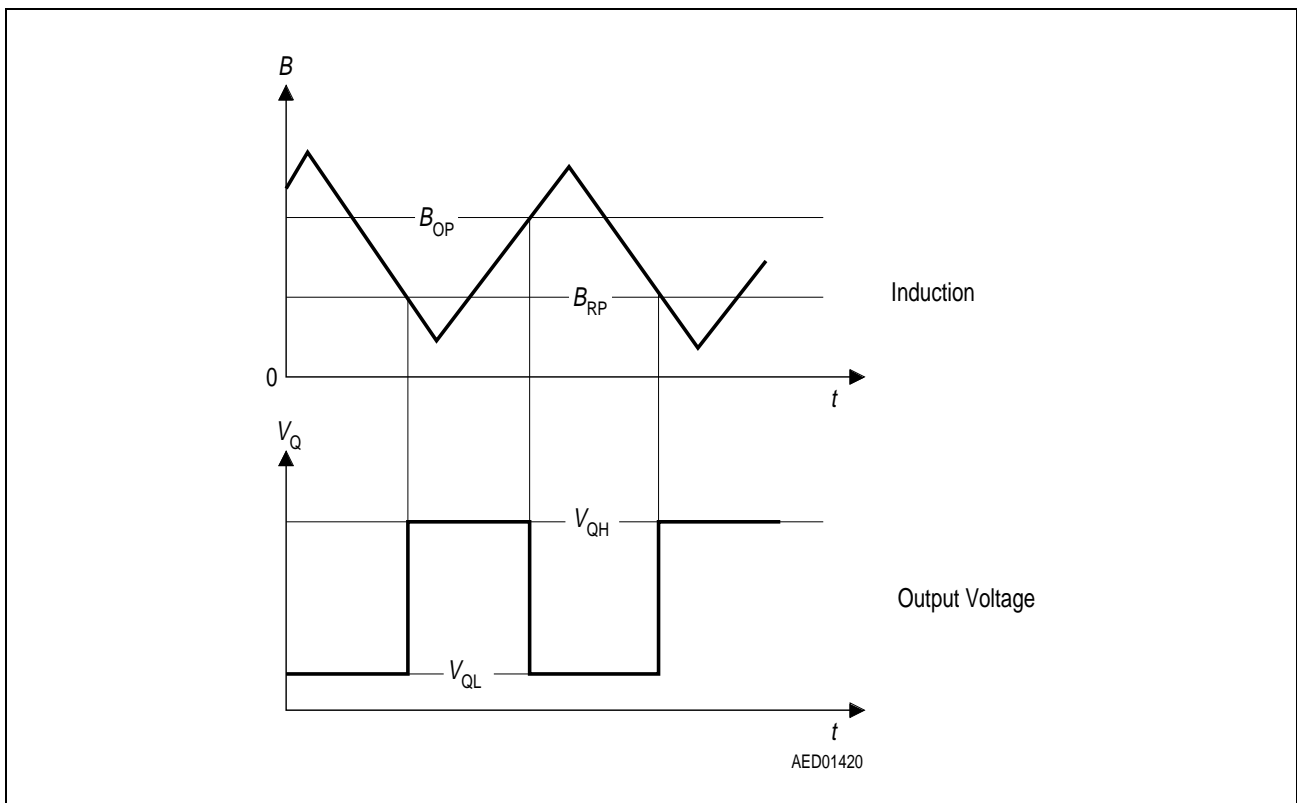 B
B_OP
B_RP
Induction
0
t
V_Q
V_QH
Output Voltage
V_QL
t
AED01420